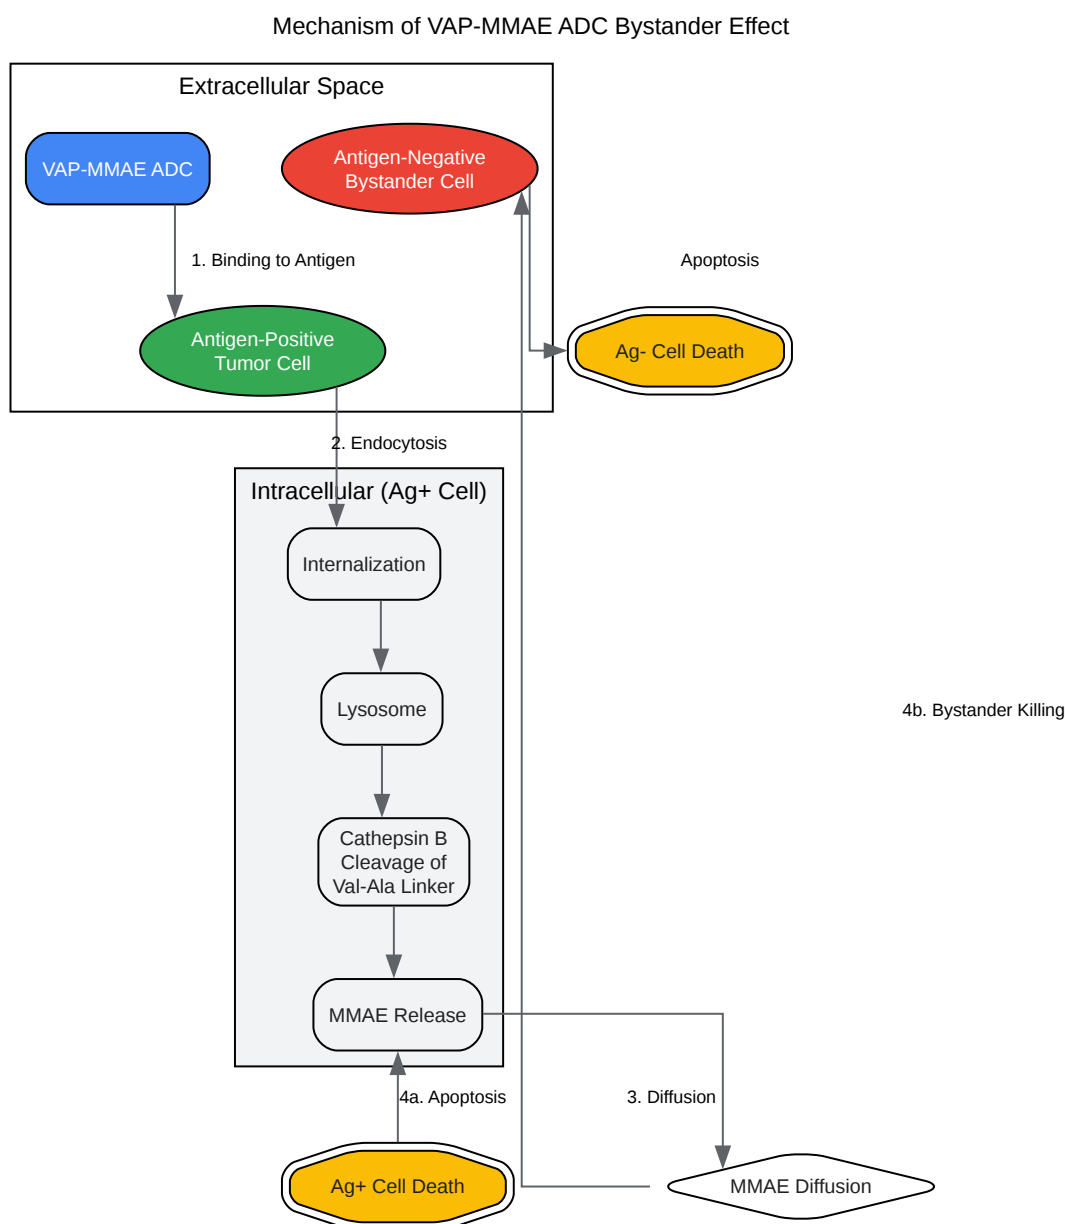 Mechanism of VAP-MMAE ADC Bystander Effect
Extracellular Space
VAP-MMAE ADC
Antigen-Negative
Bystander Cell
1. Binding to Antigen
Apoptosis
Antigen-Positive
Tumor Cell
Ag- Cell Death
2. Endocytosis
Intracellular (Ag+ Cell)
Internalization
Lysosome
4b. Bystander Killing
Cathepsin B
Cleavage of
Val-Ala Linker
MMAE Release
4a. Apoptosis
3. Diffusion
Ag+ Cell Death
MMAE Diffusion